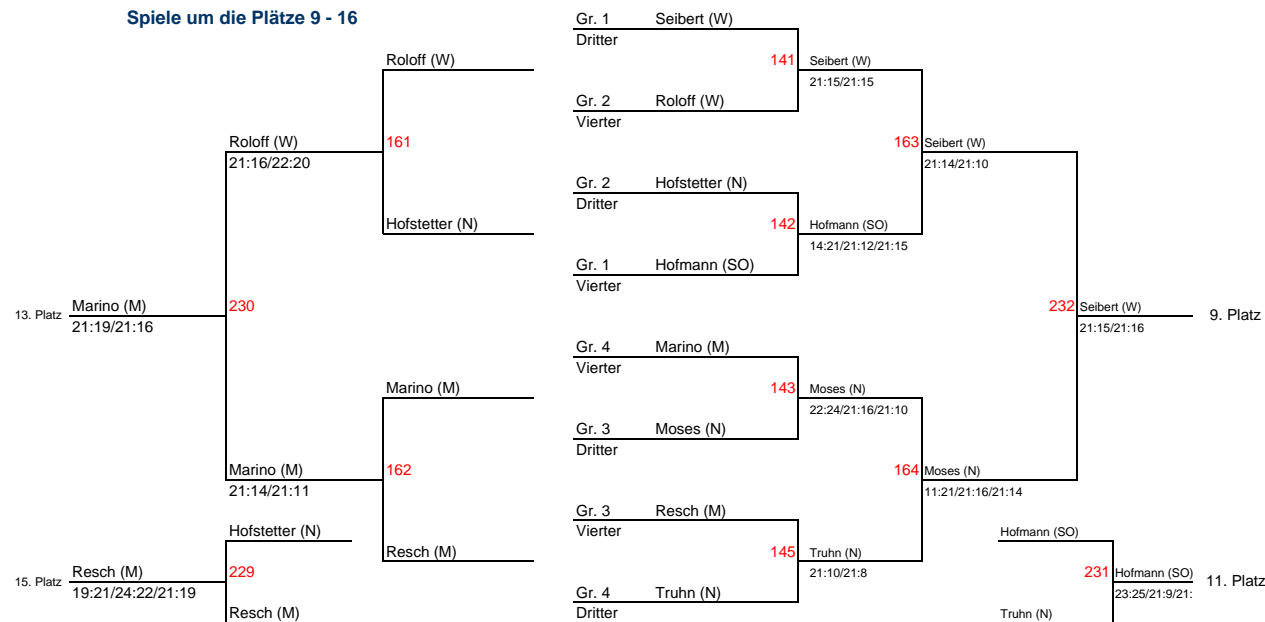 Spiele um die Plätze 9 - 16
Gr. 1 Seibert (W)
Dritter
Roloff (W) 141 Seibert (W)
21:15/21:15
Gr. 2 Roloff (W)
Vierter
Roloff (W) 161 163 Seibert (W)
21:16/22:20 21:14/21:10
Gr. 2 Hofstetter (N)
Dritter
Hofstetter (N) 142 Hofmann (SO)
14:21/21:12/21:15
Gr. 1 Hofmann (SO)
Vierter
13. Platz Marino (M) 230 232 Seibert (W) 9. Platz
21:19/21:16 21:15/21:16
Gr. 4 Marino (M)
Vierter
Marino (M) 143 Moses (N)
22:24/21:16/21:10
Gr. 3 Moses (N)
Dritter
Marino (M) 162 164 Moses (N)
21:14/21:11 11:21/21:16/21:14
Gr. 3 Resch (M)
Hofstetter (N) Vierter Hofmann (SO)
Resch (M) 145 Truhn (N)
21:10/21:8
15. Platz Resch (M) 229 231 Hofmann (SO) 11. Platz
19:21/24:22/21:19 Gr. 4 Truhn (N) 23:25/21:9/21:
Resch (M) Dritter Truhn (N)